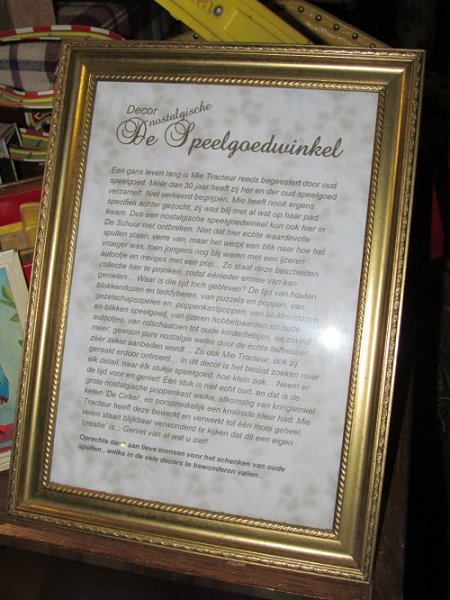 Decor
nostalgische
De Speelgoedwinkel
Een gans leven lang is Mie Tracteur reeds begeesterd door oud
speelgoed. Méér dan 30 jaar heeft zij her en der oud speelgoed
verzameld. Niet verkeerd begrijpen, Mie heeft nooit ergens
specifiek achter gezocht, zij was blij met al wat op haar pad
kwam. Dus een nostalgische speelgoedwinkel kon ook hier in
De Schuur niet ontbreken. Niet dat hier echte waardevolle
spullen staan, verre van, maar het werpt een blik naar hoe het
vroeger was, toen jongens nog blij waren met een ijzeren
autootje en meisjes met een pop... Zo staat deze bescheiden
collectie hier te pronken, zodat éénieder ermee van kan
genieten... Waar is die tijd toch gebleven? De tijd van houten
blokkendozen en teddyberen, van puzzels en poppen, van
gezelschapsspelen en poppenkastpoppen, van blokkendozen
en blikken speelgoed, van ijzeren hobbelpaarden en oude
autootjes, van rolschaatsen tot oude kinderfietsjes, en zoveel
meer, gewoon pure nostalgie welke door de échte liefhebber
zéér zeker aanbeden wordt... Zo ook Mie Tracteur, ook zij
geraakt erdoor ontroerd... In dit decor is het beslist zoeken naar
elk detail, naar élk stukje speelgoed, hoe klein ook... Neem er
de tijd voor en geniet! Eén stuk is niet echt oud, en dat is de
grote nostalgische poppenkast welke, afkomstig van kringwinkel
keten 'De Cirkel', en oorspronkelijk een knalrode kleur had. Mie
Tracteur heeft deze bewerkt en verwerkt tot één mooi geheel,
velen staan blijkbaar verwonderd te kijken dat dit een eigen
'creatie' is... Geniet van al wat u ziet!
Oprechte dank aan lieve mensen voor het schenken van oude
spullen , welke in de vele decors te bewonderen vallen...